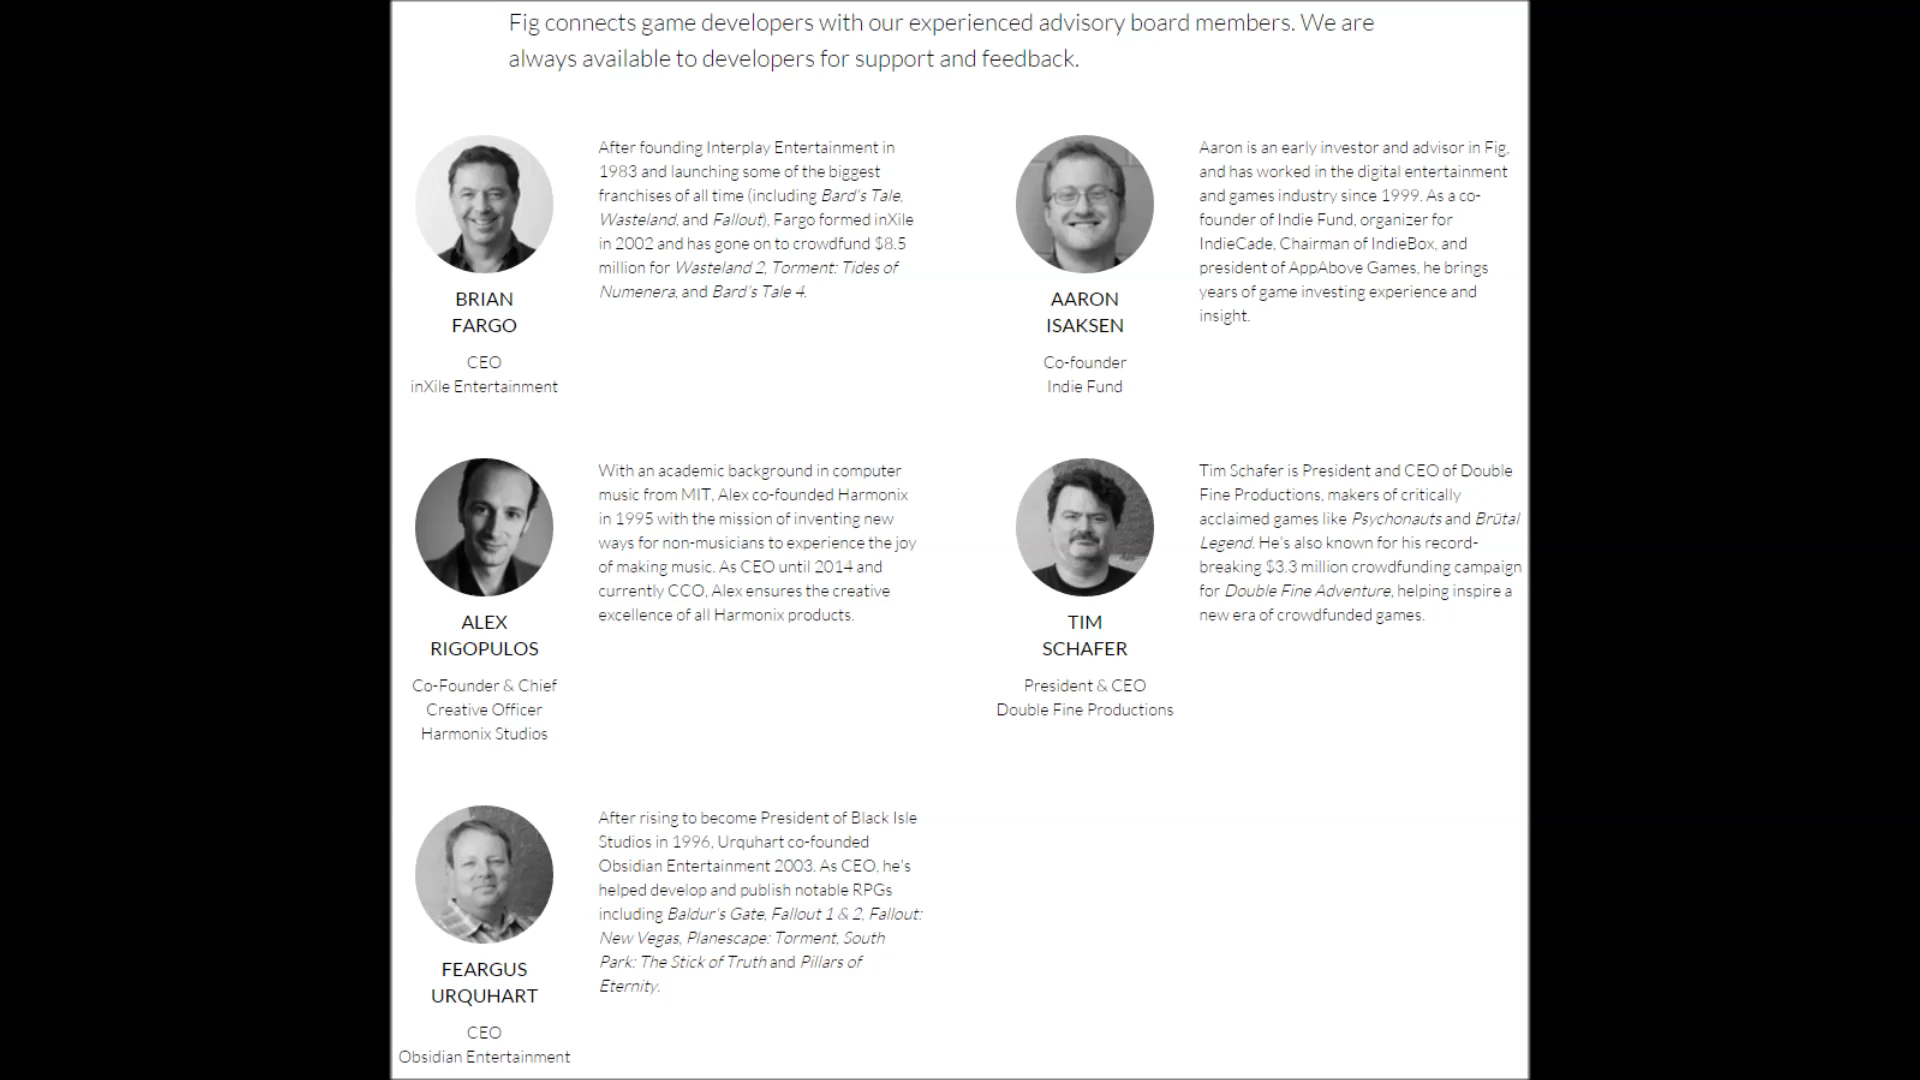 Fig connects game developers with our experienced advisory board members. We are
always available to developers for support and feedback.
After founding Interplay Entertainment in
1983 and launching some of the biggest
franchises of all time (including Bard's Tale,
Wasteland, and Fallout), Fargo formed inXile
in 2002 and has gone on to crowdfund $8.5
million for Wasteland 2, Torment: Tides of
Numenera, and Bard's Tale 4.
BRIAN
FARGO
CEO
inXile Entertainment
Aaron is an early investor and advisor in Fig,
and has worked in the digital entertainment
and games industry since 1999. As a co-
founder of Indie Fund, organizer for
IndieCade, Chairman of IndieBox, and
president of AppAbove Games, he brings
years of game investing experience and
insight.
AARON
ISAKSEN
Co-founder
Indie Fund
With an academic background in computer
music from MIT, Alex co-founded Harmonix
in 1995 with the mission of inventing new
ways for non-musicians to experience the joy
of making music. As CEO until 2014 and
currently CCO, Alex ensures the creative
excellence of all Harmonix products.
ALEX
RIGOPULOS
Co-Founder & Chief
Creative Officer
Harmonix Studios
Tim Schafer is President and CEO of Double
Fine Productions, makers of critically
acclaimed games like Psychonauts and Brütal
Legend. He's also known for his record-
breaking $3.3 million crowdfunding campaign
for Double Fine Adventure, helping inspire a
new era of crowdfunded games.
TIM
SCHAFER
President & CEO
Double Fine Productions
After rising to become President of Black Isle
Studios in 1996, Urquhart co-founded
Obsidian Entertainment 2003. As CEO, he's
helped develop and publish notable RPGs
including Baldur's Gate, Fallout 1 & 2, Fallout:
New Vegas, Planescape: Torment, South
Park: The Stick of Truth and Pillars of
Eternity.
FEARGUS
URQUHART
CEO
Obsidian Entertainment